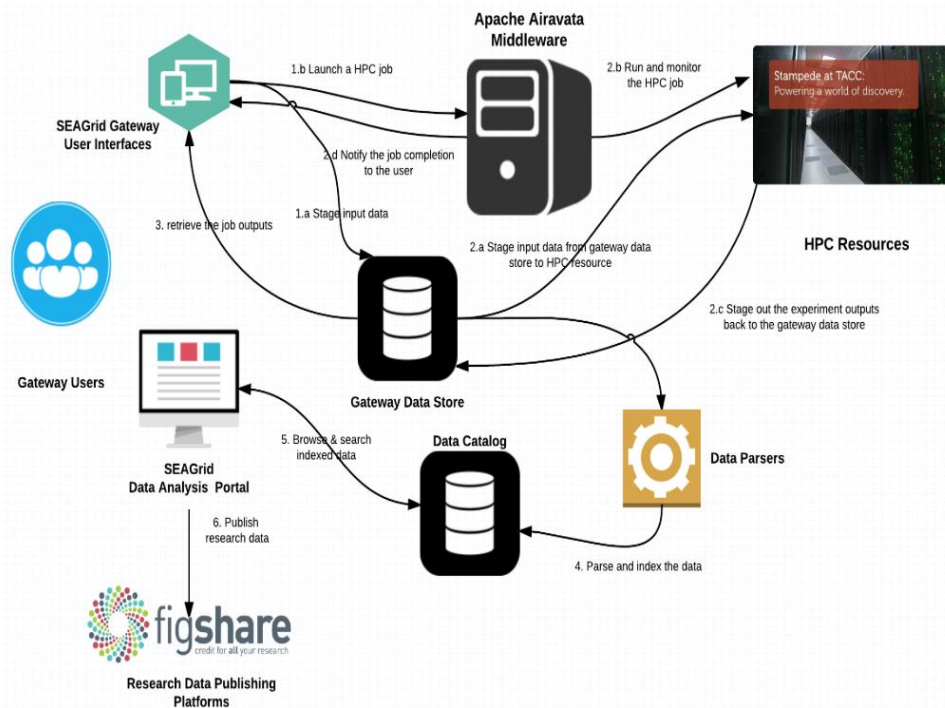 Apache Airavata
Middleware
1.b Launch a HPC job
2.b Run and monitor
the HPC job
Stampede at TACC:
Powering a world of discovery.
SEAGrid Gateway
User Interfaces
2.d Notify the job completion
to the user
1.a Stage input data
3. retrieve the job outputs
2.a Stage input data from gateway data
store to HPC resource
HPC Resources
2.c Stage out the experiment outputs
back to the gateway data store
Gateway Users
Gateway Data Store
5. Browse & search
indexed data
Data Catalog
Data Parsers
SEAGrid
Data Analysis Portal
6. Publish
research data
4. Parse and index the data
figshare
credit for all your research
Research Data Publishing
Platforms